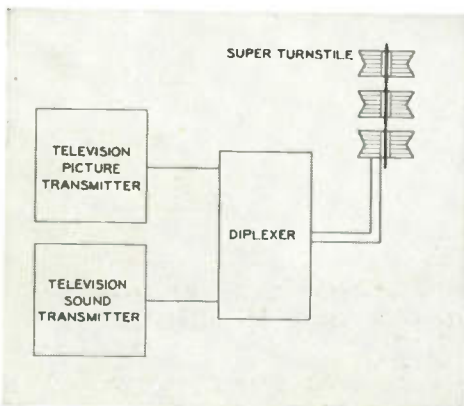 SUPER TURNSTILE
TELEVISION
PICTURE
TRANSMITTER
DIPLEXER
TELEVISION
SOUND
TRANSMITTER